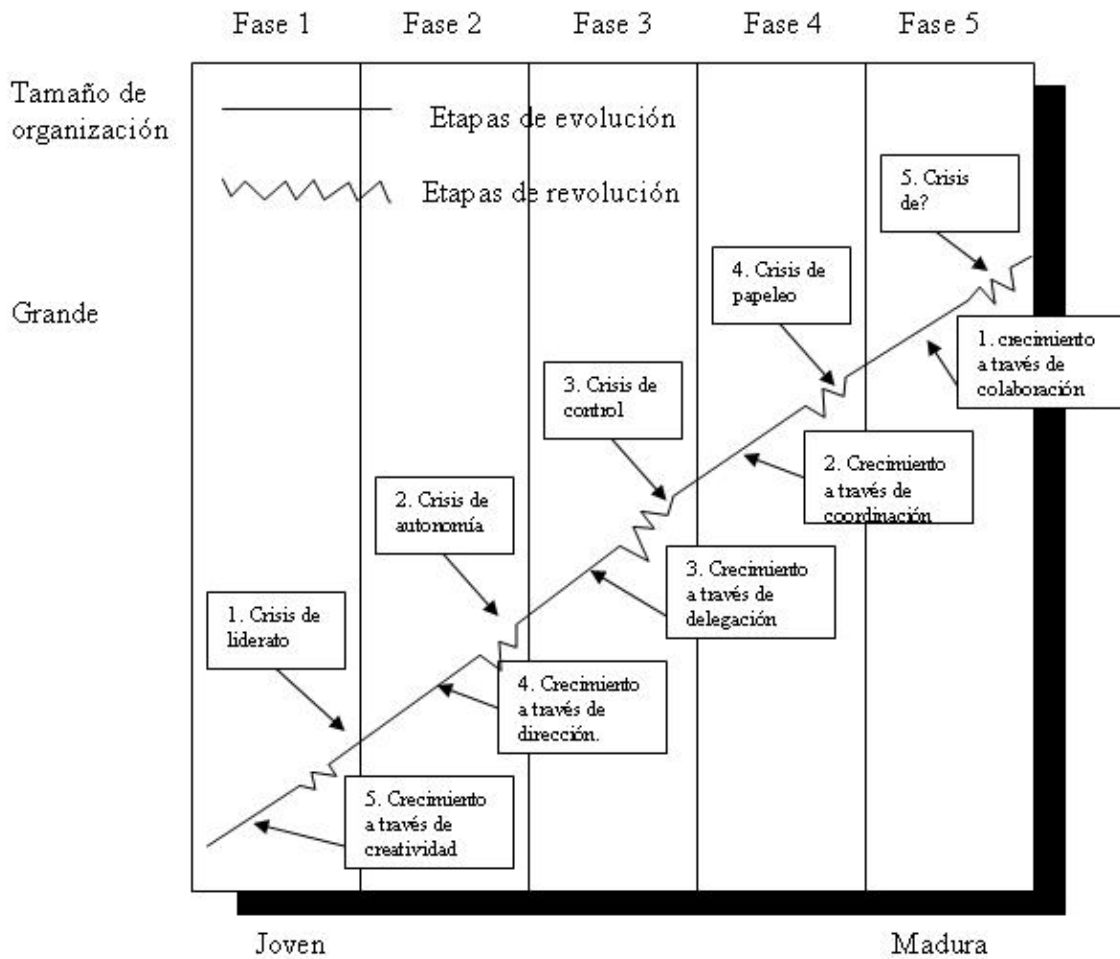 Fase 1 Fase 2 Fase 3 Fase 4 Fase 5
Tamaño de
organización
Etapas de evolución
Etapas de revolución
Grande
5. Crisis
de?
4. Crisis de
papeleo
1. crecimiento
a través de
colaboración
3. Crisis de
control
2. Crecimiento
a través de
coordinación
2. Crisis de
autonomía
3. Crecimiento
a través de
delegación
1. Crisis de
liderato
4. Crecimiento
a través de
dirección.
5. Crecimiento
a través de
creatividad
Joven Madura